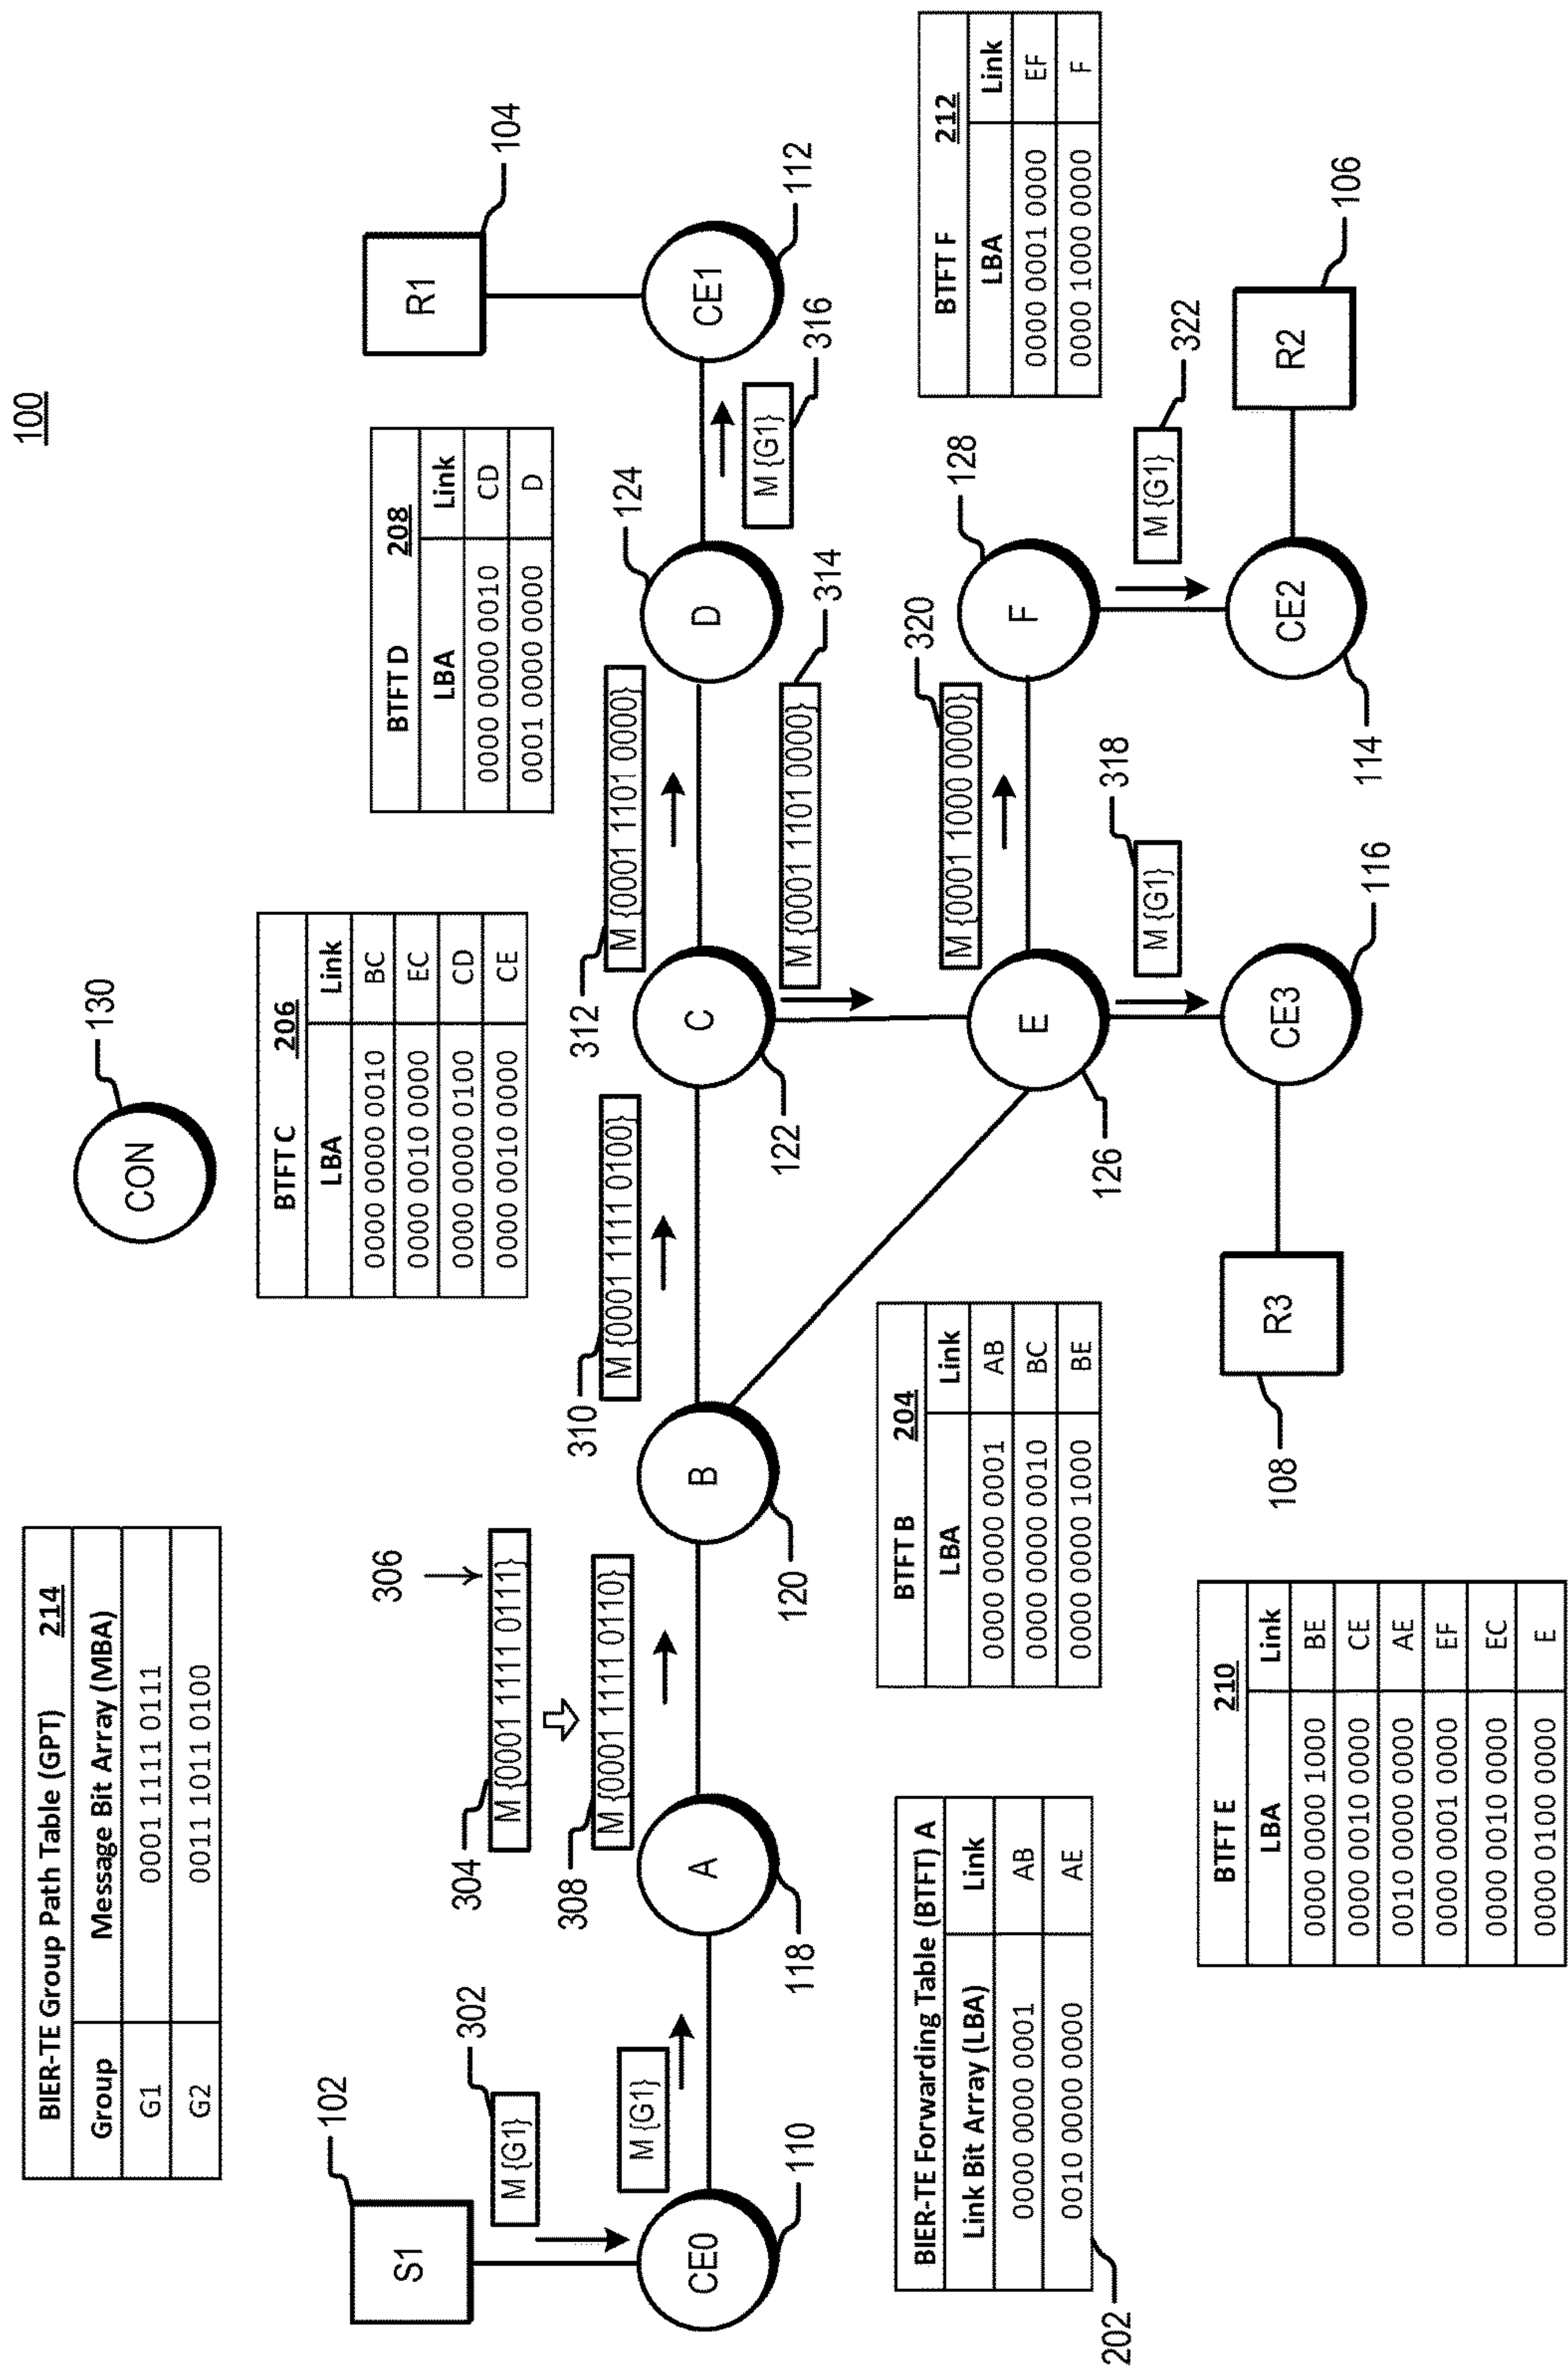 100
BIER-TE Group Path Table (GPT) 214
Group Message Bit Array (MBA)
G1 0001 1111 0111
G2 0011 1011 0100
CON
130
BTFT C 206
LBA Link
0000 0000 0010 BC
0000 0010 0000 EC
0000 0000 0100 CD
0000 0010 0000 CE
BTFT D 208
LBA Link
0000 0000 0010 CD
0001 0000 0000 D
R1
104
102
S1
302
M {G1}
M {G1}
CE0
110
306
304
M {0001 1111 0111}
308
M {0001 1111 0110}
A
118
B
120
310
M {0001 1111 0100}
C
122
312
M {0001 1101 0000}
M {0001 1101 0000}
314
D
124
M {G1}
316
CE1
112
BIER-TE Forwarding Table (BTFT) A
Link Bit Array (LBA) Link
0000 0000 0001 AB
0010 0000 0000 AE
202
BTFT B 204
LBA Link
0000 0000 0001 AB
0000 0000 0010 BC
0000 0000 1000 BE
M {0001 1000 0000}
320
E
126
F
128
BTFT F 212
LBA Link
0000 0001 0000 EF
0000 1000 0000 F
BTFT E 210
LBA Link
0000 0000 1000 BE
0000 0010 0000 CE
0010 0000 0000 AE
0000 0001 0000 EF
0000 0010 0000 EC
0000 0100 0000 E
R3
108
M {G1}
318
CE3
116
M {G1}
322
CE2
114
R2
106